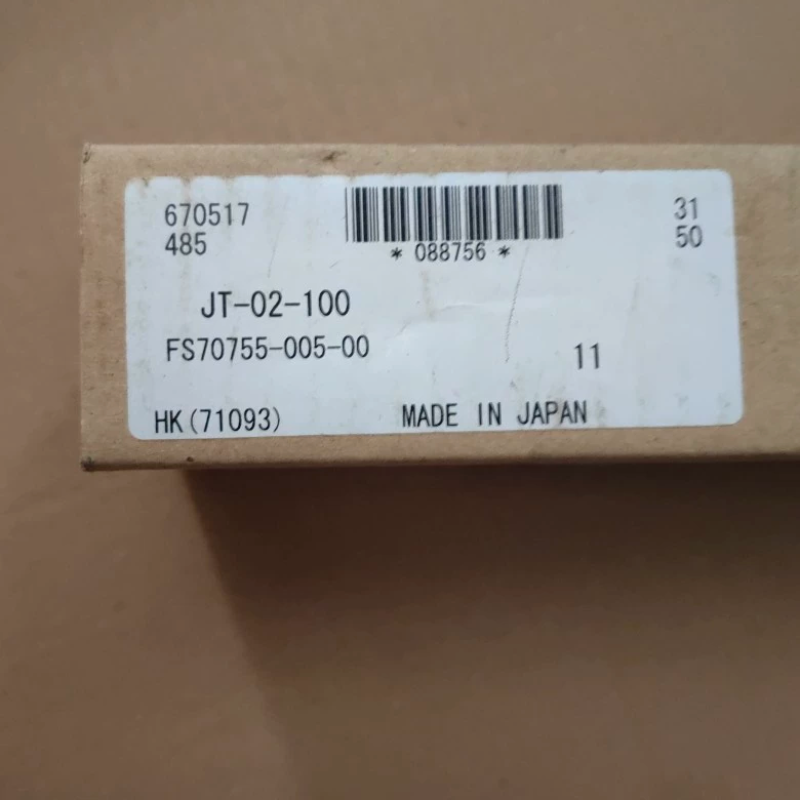 670517
485
* 088756 *
31
50
JT-02-100
FS70755-005-00
11
HK(71093)
MADE IN JAPAN